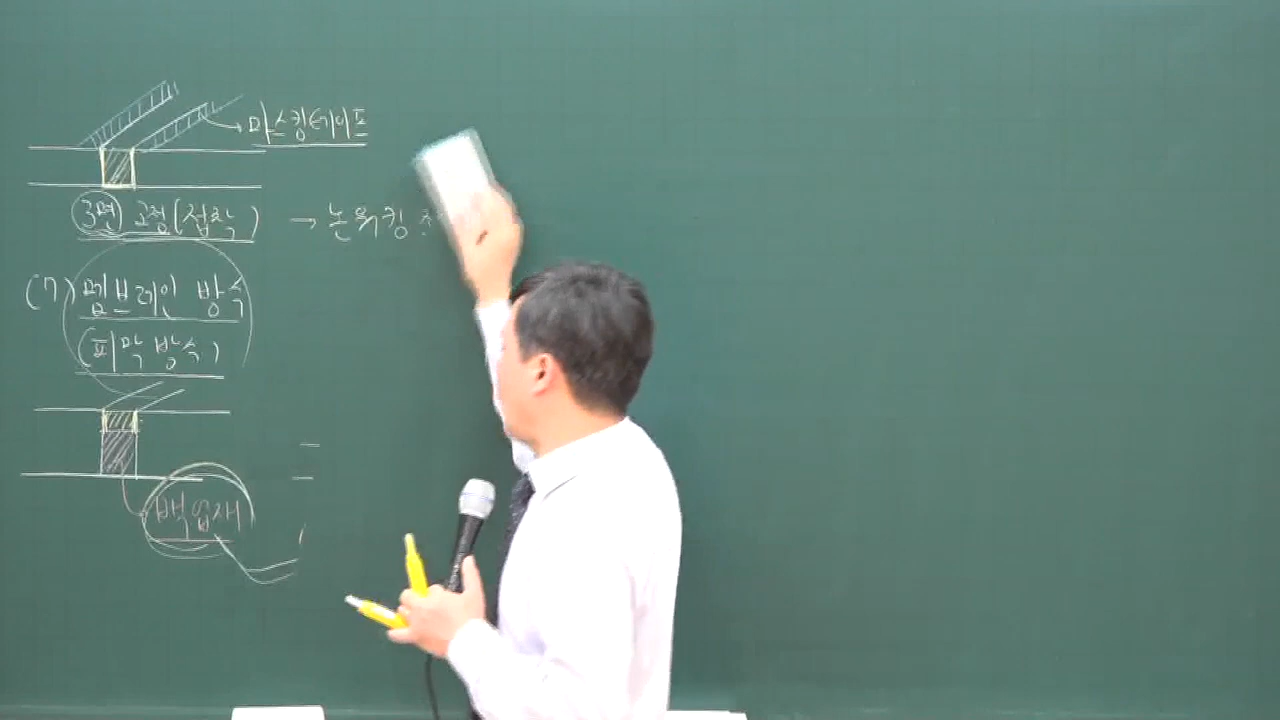 마스킹테이프
3면 고정(접착) → 논워킹
(7) 멤브레인 방수
(피막 방수)
백업재